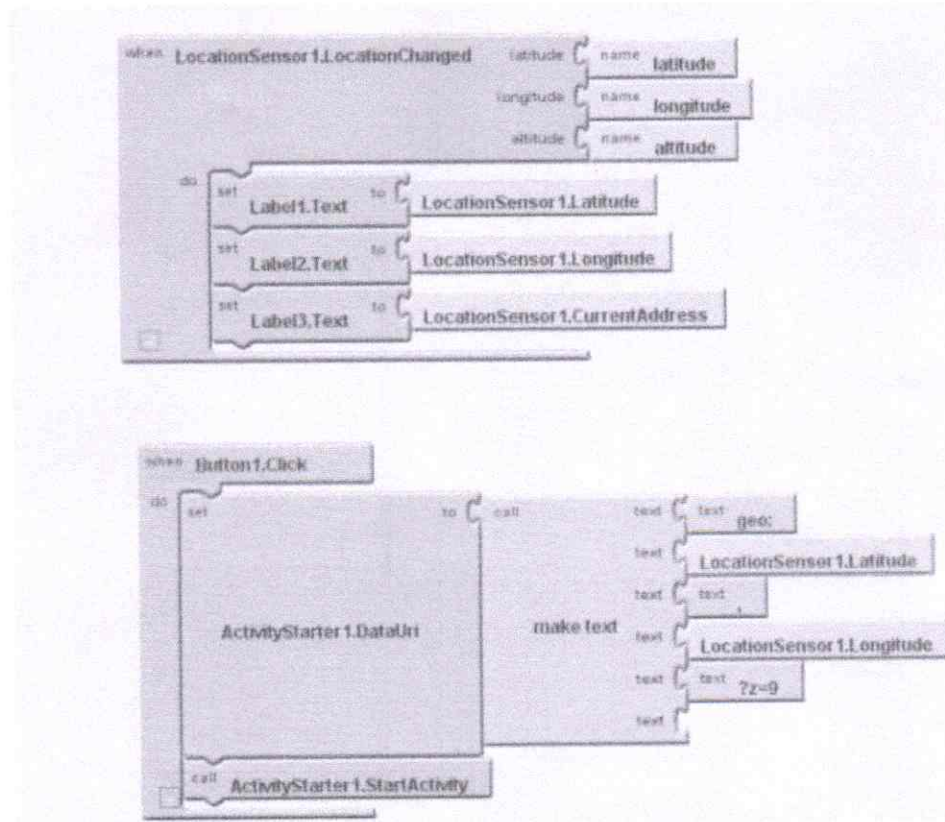 when LocationSensor1.LocationChanged latitude name latitude
longitude name longitude
altitude name altitude
do set Label1.Text to LocationSensor1.Latitude
set Label2.Text to LocationSensor1.Longitude
set Label3.Text to LocationSensor1.CurrentAddress
when Button1.Click
do set ActivityStarter1.DataUri to call make text text text geo:
text LocationSensor1.Latitude
text text ,
text LocationSensor1.Longitude
text text ?z=9
text
call ActivityStarter1.StartActivity